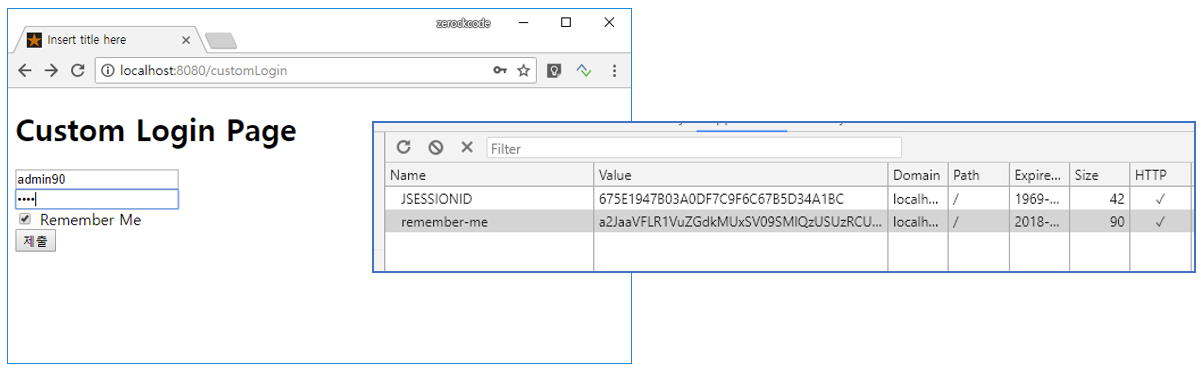 zerockcode
Insert title here
localhost:8080/customLogin
Custom Login Page
admin90
••••
Remember Me
제출
Filter
Name Value Domain Path Expire... Size HTTP
JSESSIONID 675E1947B03A0DF7C9F6C67B5D34A1BC localh... / 1969-... 42 ✓
remember-me a2JaaVFLR1VuZGdkMUxSV09SMlQzUSUzRCU... localh... / 2018-... 90 ✓